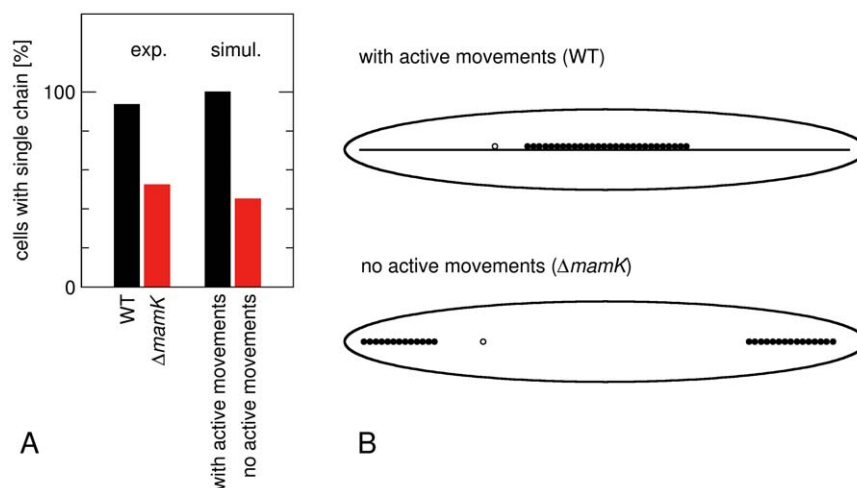 cells with single chain [%]
100
0
exp.
simul.
WT
ΔmamK
with active movements
no active movements
A
with active movements (WT)
no active movements (ΔmamK)
B